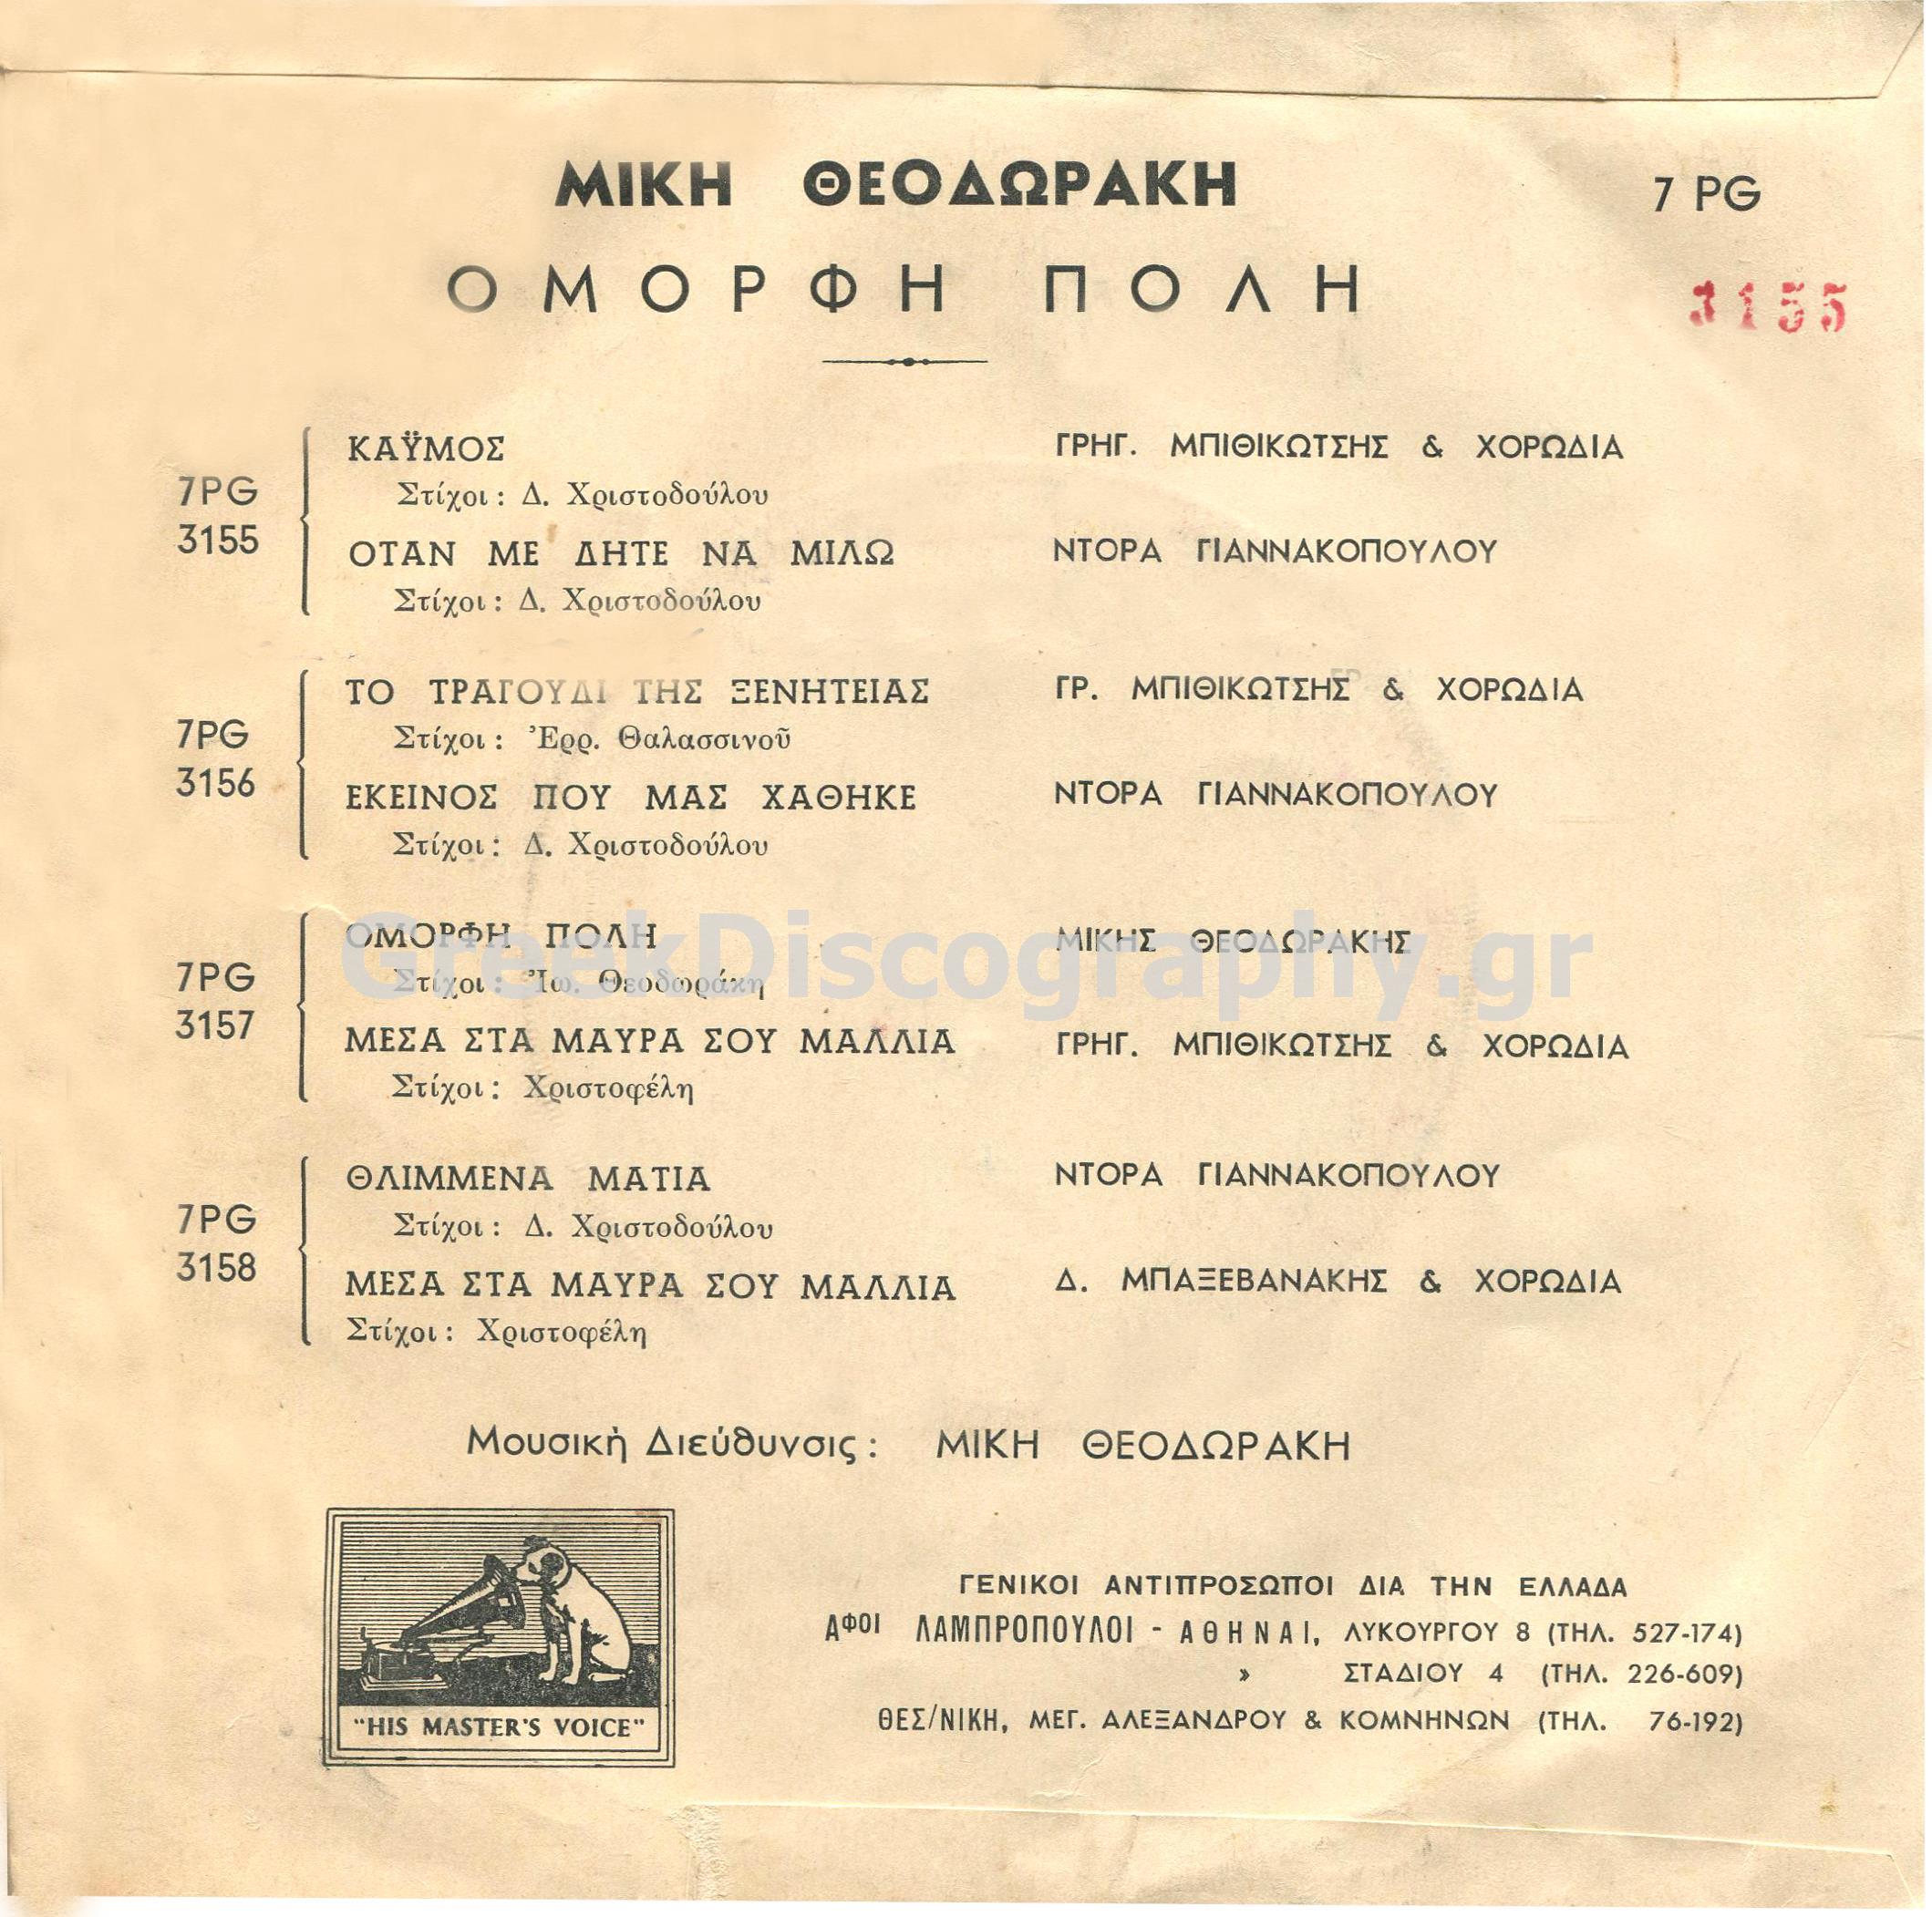 ΜΙΚΗ ΘΕΟΔΩΡΑΚΗ
7 PG
ΟΜΟΡΦΗ ΠΟΛΗ
3155
7PG
3155
ΚΑΫΜΟΣ
ΓΡΗΓ. ΜΠΙΘΙΚΩΤΣΗΣ & ΧΟΡΩΔΙΑ
Στίχοι : Δ. Χριστοδούλου
ΟΤΑΝ ΜΕ ΔΗΤΕ ΝΑ ΜΙΛΩ
ΝΤΟΡΑ ΓΙΑΝΝΑΚΟΠΟΥΛΟΥ
Στίχοι : Δ. Χριστοδούλου
7PG
3156
ΤΟ ΤΡΑΓΟΥΔΙ ΤΗΣ ΞΕΝΗΤΕΙΑΣ
ΓΡ. ΜΠΙΘΙΚΩΤΣΗΣ & ΧΟΡΩΔΙΑ
Στίχοι : Ἐρρ. Θαλασσινοῦ
ΕΚΕΙΝΟΣ ΠΟΥ ΜΑΣ ΧΑΘΗΚΕ
ΝΤΟΡΑ ΓΙΑΝΝΑΚΟΠΟΥΛΟΥ
Στίχοι : Δ. Χριστοδούλου
7PG
3157
ΟΜΟΡΦΗ ΠΟΛΗ
ΜΙΚΗΣ ΘΕΟΔΩΡΑΚΗΣ
GreekDiscography.gr
Στίχοι : Ἰω. Θεοδωράκη
ΜΕΣΑ ΣΤΑ ΜΑΥΡΑ ΣΟΥ ΜΑΛΛΙΑ
ΓΡΗΓ. ΜΠΙΘΙΚΩΤΣΗΣ & ΧΟΡΩΔΙΑ
Στίχοι : Χριστοφέλη
7PG
3158
ΘΛΙΜΜΕΝΑ ΜΑΤΙΑ
ΝΤΟΡΑ ΓΙΑΝΝΑΚΟΠΟΥΛΟΥ
Στίχοι : Δ. Χριστοδούλου
ΜΕΣΑ ΣΤΑ ΜΑΥΡΑ ΣΟΥ ΜΑΛΛΙΑ
Δ. ΜΠΑΞΕΒΑΝΑΚΗΣ & ΧΟΡΩΔΙΑ
Στίχοι : Χριστοφέλη
Μουσικὴ Διεύθυνσις : ΜΙΚΗ ΘΕΟΔΩΡΑΚΗ
"HIS MASTER'S VOICE"
ΓΕΝΙΚΟΙ ΑΝΤΙΠΡΟΣΩΠΟΙ ΔΙΑ ΤΗΝ ΕΛΛΑΔΑ
ΑΦΟΙ ΛΑΜΠΡΟΠΟΥΛΟΙ - ΑΘΗΝΑΙ, ΛΥΚΟΥΡΓΟΥ 8 (ΤΗΛ. 527-174)
» ΣΤΑΔΙΟΥ 4 (ΤΗΛ. 226-609)
ΘΕΣ/ΝΙΚΗ, ΜΕΓ. ΑΛΕΞΑΝΔΡΟΥ & ΚΟΜΝΗΝΩΝ (ΤΗΛ. 76-192)